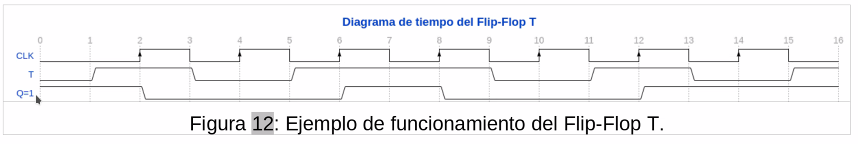 Diagrama de tiempo del Flip-Flop T
0 1 2 3 4 5 6 7 8 9 10 11 12 13 14 15 16
CLK
T
Q=1
Figura 12: Ejemplo de funcionamiento del Flip-Flop T.